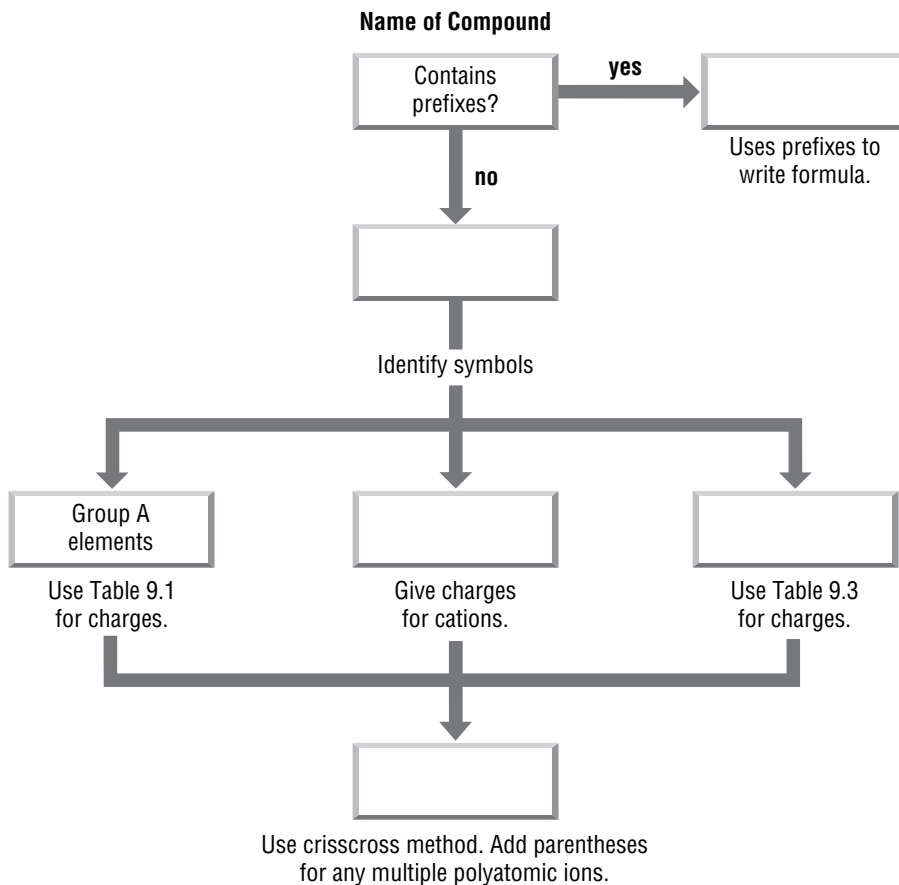 Name of Compound
Contains
prefixes?
yes
Uses prefixes to
write formula.
no
Identify symbols
Group A
elements
Use Table 9.1
for charges.
Give charges
for cations.
Use Table 9.3
for charges.
Use crisscross method. Add parentheses
for any multiple polyatomic ions.